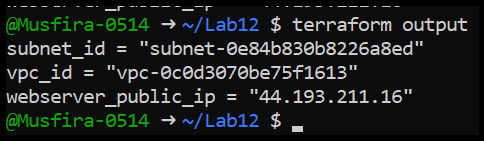 @Musfira-0514 ➜ ~/Lab12 $ terraform output
subnet_id = "subnet-0e84b830b8226a8ed"
vpc_id = "vpc-0c0d3070be75f1613"
webserver_public_ip = "44.193.211.16"
@Musfira-0514 ➜ ~/Lab12 $